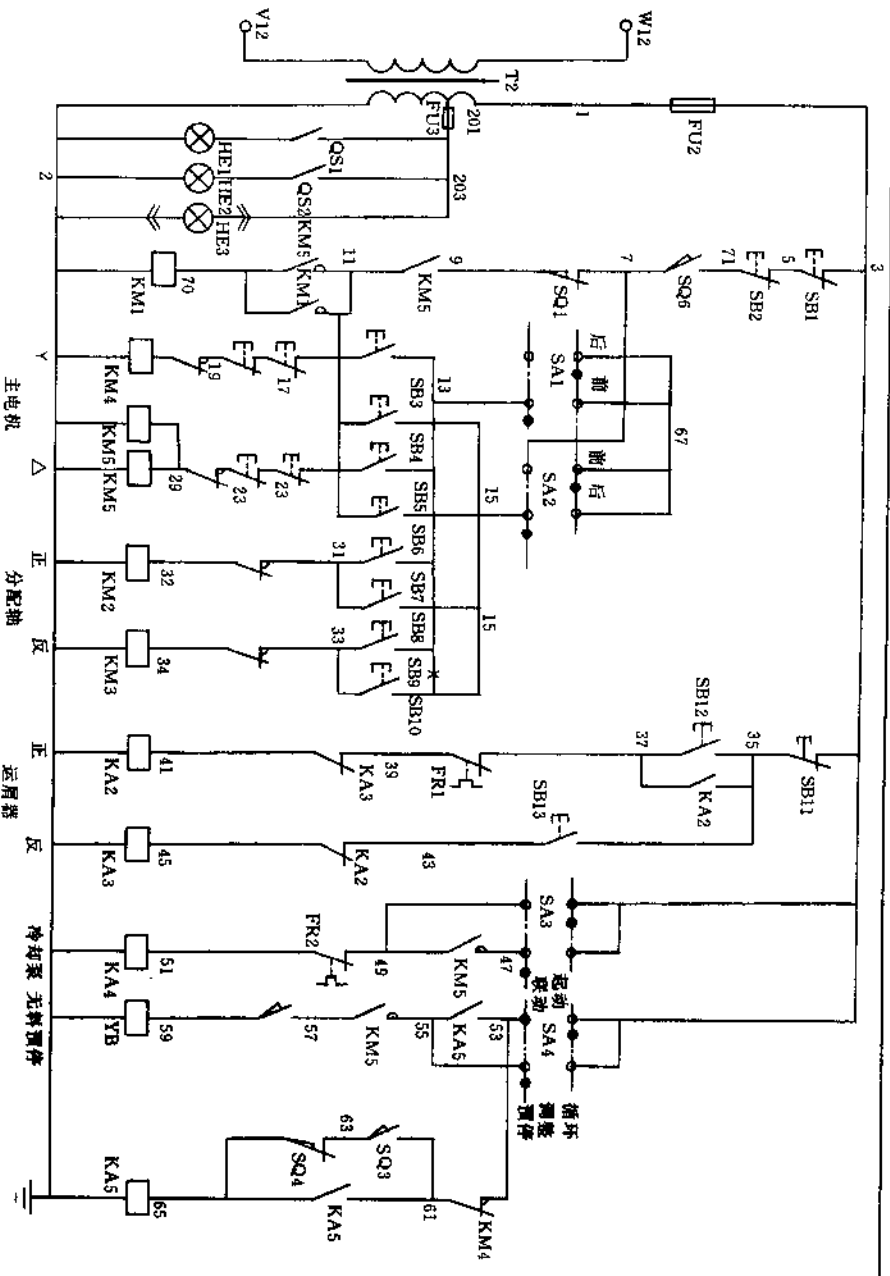 W12
V12
T2
FU2
1
201
FU3
203
2
3
HE1
HE2
HE3
QS1
QS2
KM5
KM1
11
9
7
KM5
SQ1
SQ6
71
SB2
5
SB1
70
KM1
后
前
SA1
67
前
后
SA2
13
15
SB3
SB4
SB5
SB6
SB7
SB8
SB9
SB10
15
17
19
KM4
Y
主电机
△
KM5
KM5
29
23
23
31
32
KM2
正
分配轴
反
33
34
KM3
SB12
37
35
SB11
KA2
FR1
39
KA3
41
KA2
正
运屑器
反
SB13
43
KA2
45
KA3
SA3
起动
联动
47
KM5
49
FR2
51
KA4
冷却泵
无料预停
SA4
循环
调整
预停
53
KA5
55
KM5
57
59
YB
KM4
61
SQ3
63
SQ4
KA5
65
KA5